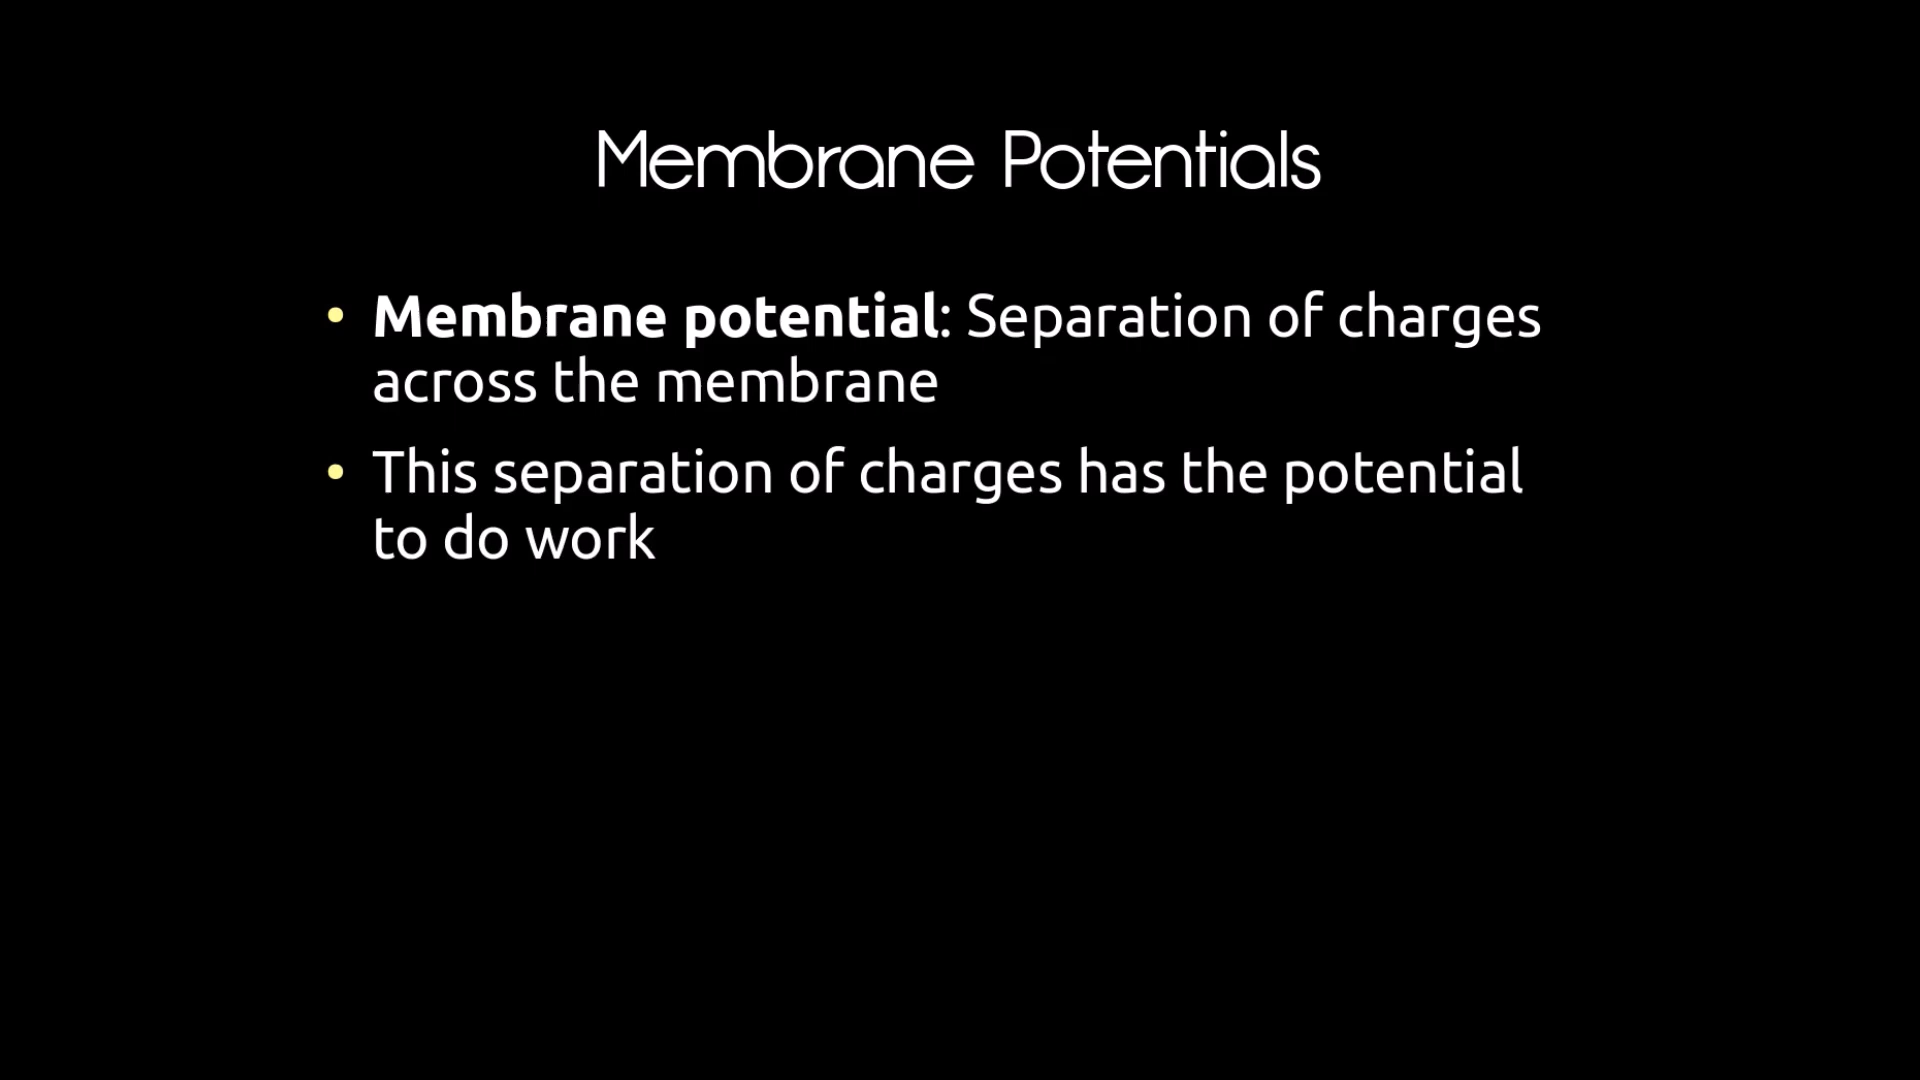 Membrane Potentials
• Membrane potential: Separation of charges
across the membrane
• This separation of charges has the potential
to do work